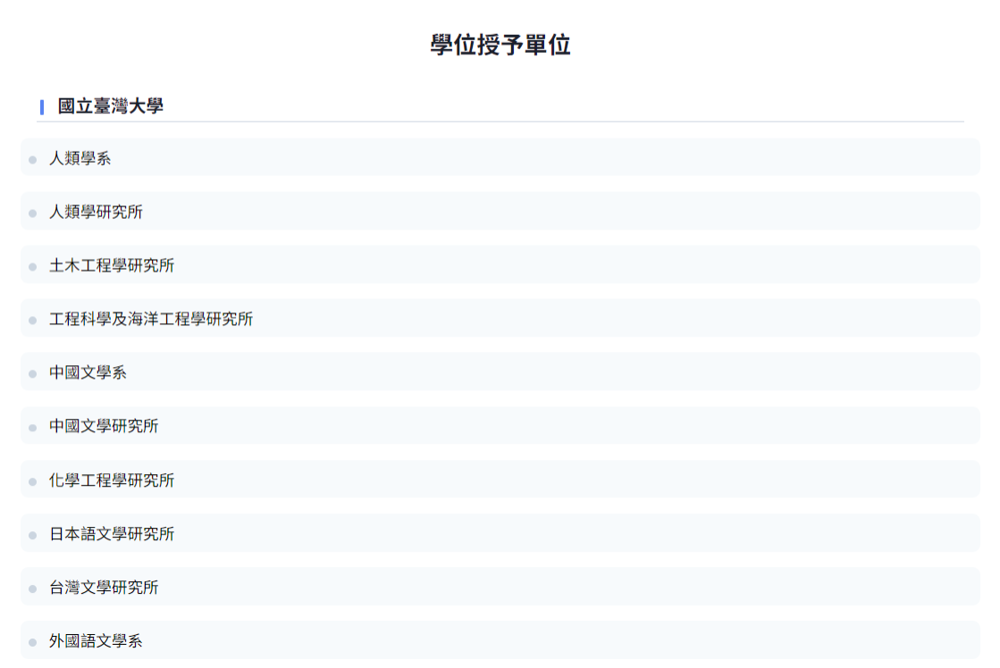 學位授予單位
國立臺灣大學
人類學系
人類學研究所
土木工程學研究所
工程科學及海洋工程學研究所
中國文學系
中國文學研究所
化學工程學研究所
日本語文學研究所
台灣文學研究所
外國語文學系